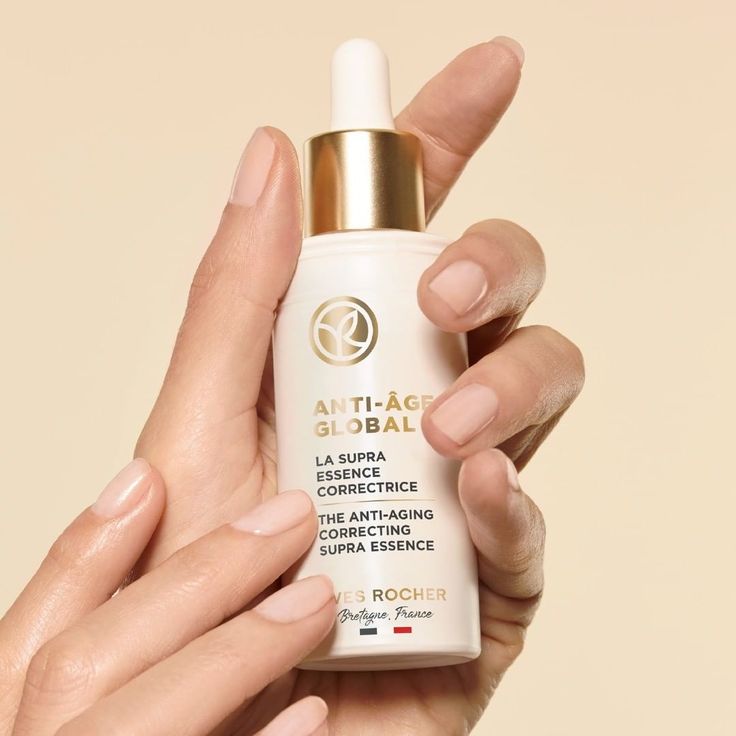 ANTI-ÂGE
GLOBAL
LA SUPRA
ESSENCE
CORRECTRICE
THE ANTI-AGING
CORRECTING
SUPRA ESSENCE
VES ROCHER
Bretagne, France